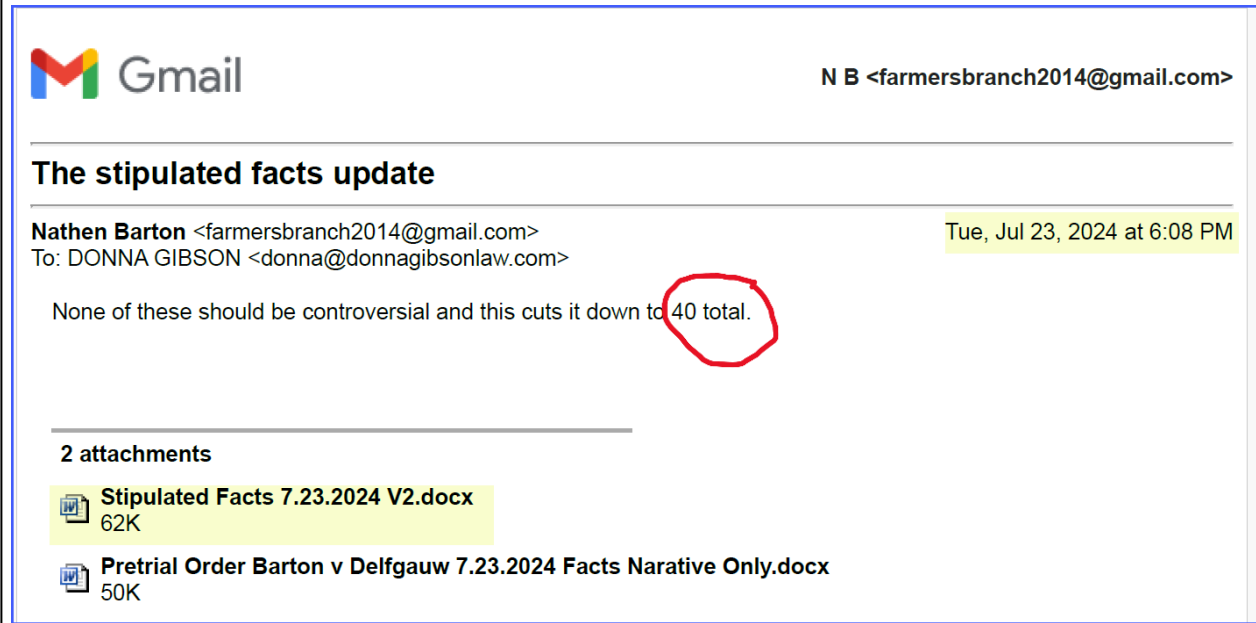 Gmail
N B <farmersbranch2014@gmail.com>
The stipulated facts update
Nathen Barton <farmersbranch2014@gmail.com>
Tue, Jul 23, 2024 at 6:08 PM
To: DONNA GIBSON <donna@donnagibsonlaw.com>
None of these should be controversial and this cuts it down to 40 total.
2 attachments
Stipulated Facts 7.23.2024 V2.docx
62K
Pretrial Order Barton v Delfgauw 7.23.2024 Facts Narative Only.docx
50K